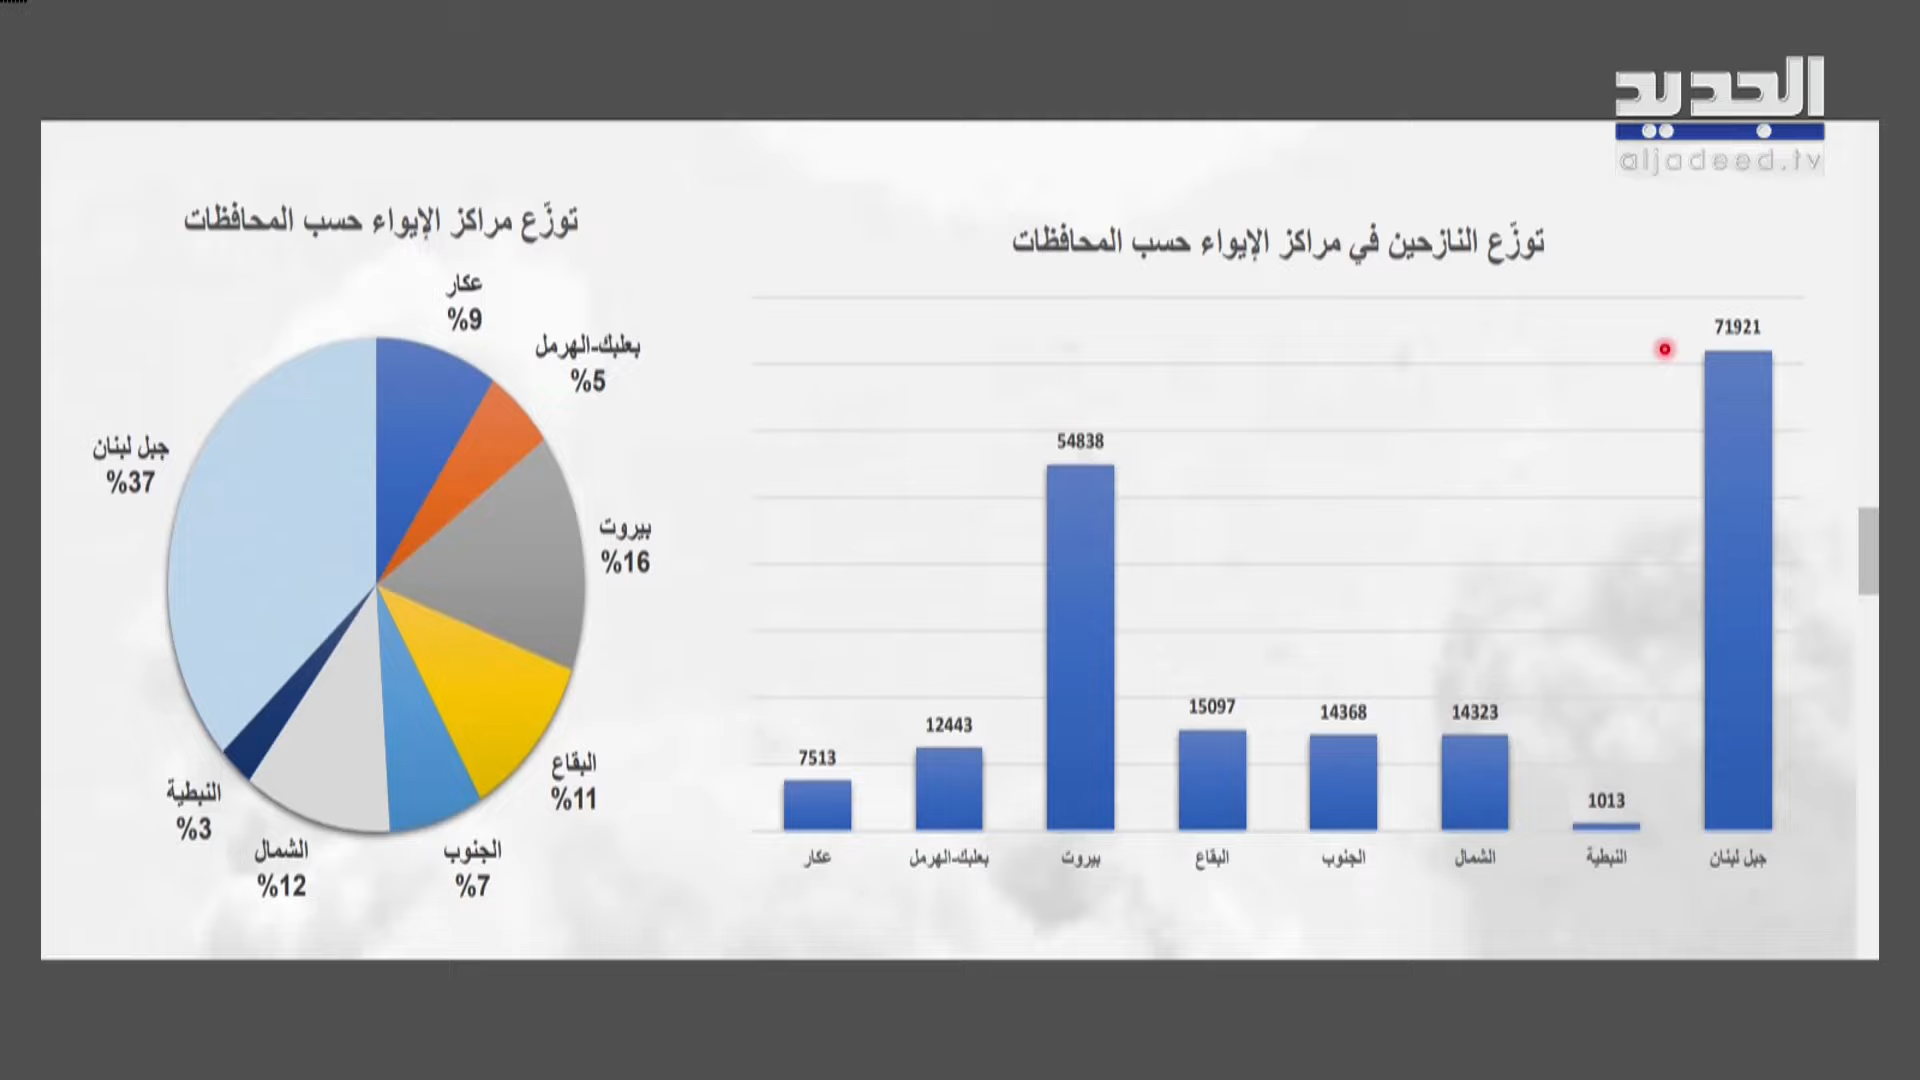 الجديد
aljadeed.tv
توزّع النازحين في مراكز الإيواء حسب المحافظات
71921
54838
15097
14368
14323
12443
7513
1013
عكار
بعلبك-الهرمل
بيروت
البقاع
الجنوب
الشمال
النبطية
جبل لبنان
توزّع مراكز الإيواء حسب المحافظات
عكار
%9
بعلبك-الهرمل
%5
بيروت
%16
البقاع
%11
الجنوب
%7
الشمال
%12
النبطية
%3
جبل لبنان
%37